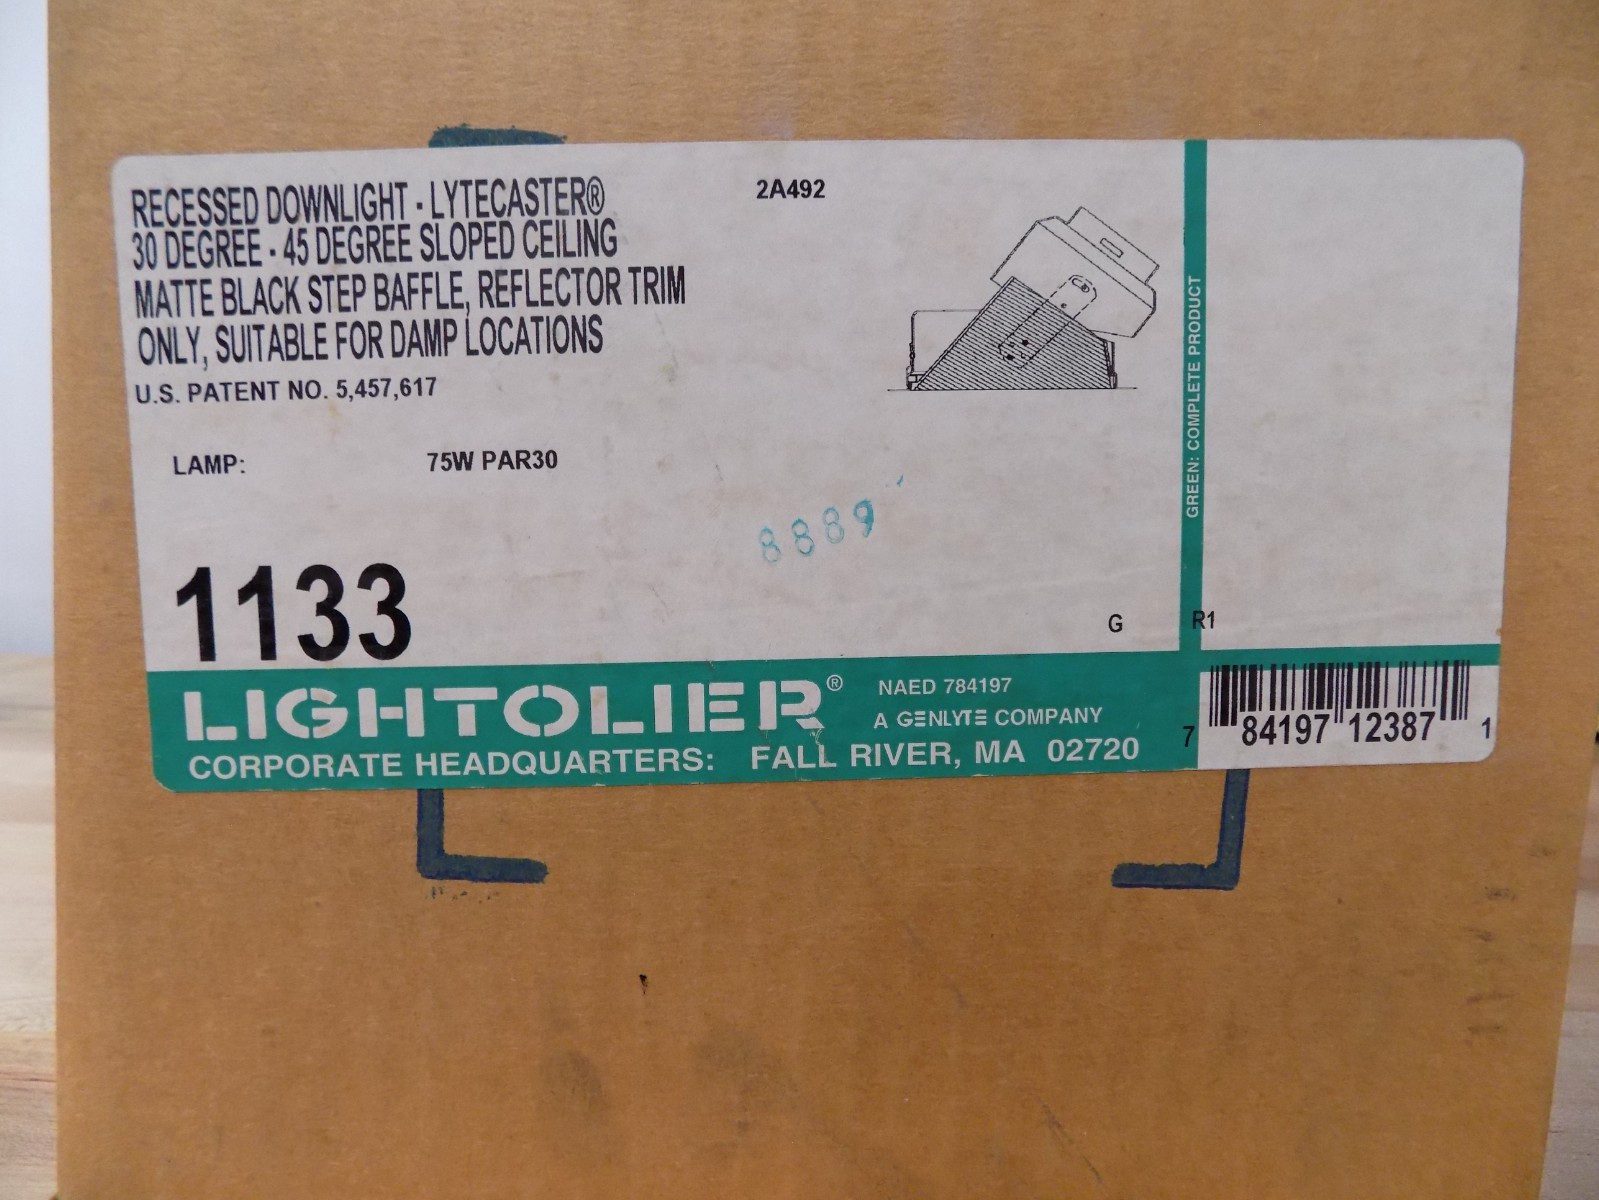 RECESSED DOWNLIGHT - LYTECASTER®
30 DEGREE - 45 DEGREE SLOPED CEILING
MATTE BLACK STEP BAFFLE, REFLECTOR TRIM
ONLY, SUITABLE FOR DAMP LOCATIONS
U.S. PATENT NO. 5,457,617
2A492
LAMP: 75W PAR30
8889
1133
G R1
GREEN: COMPLETE PRODUCT
LIGHTOLIER®
NAED 784197
A GENLYTE COMPANY
CORPORATE HEADQUARTERS: FALL RIVER, MA 02720
7 84197 12387 1